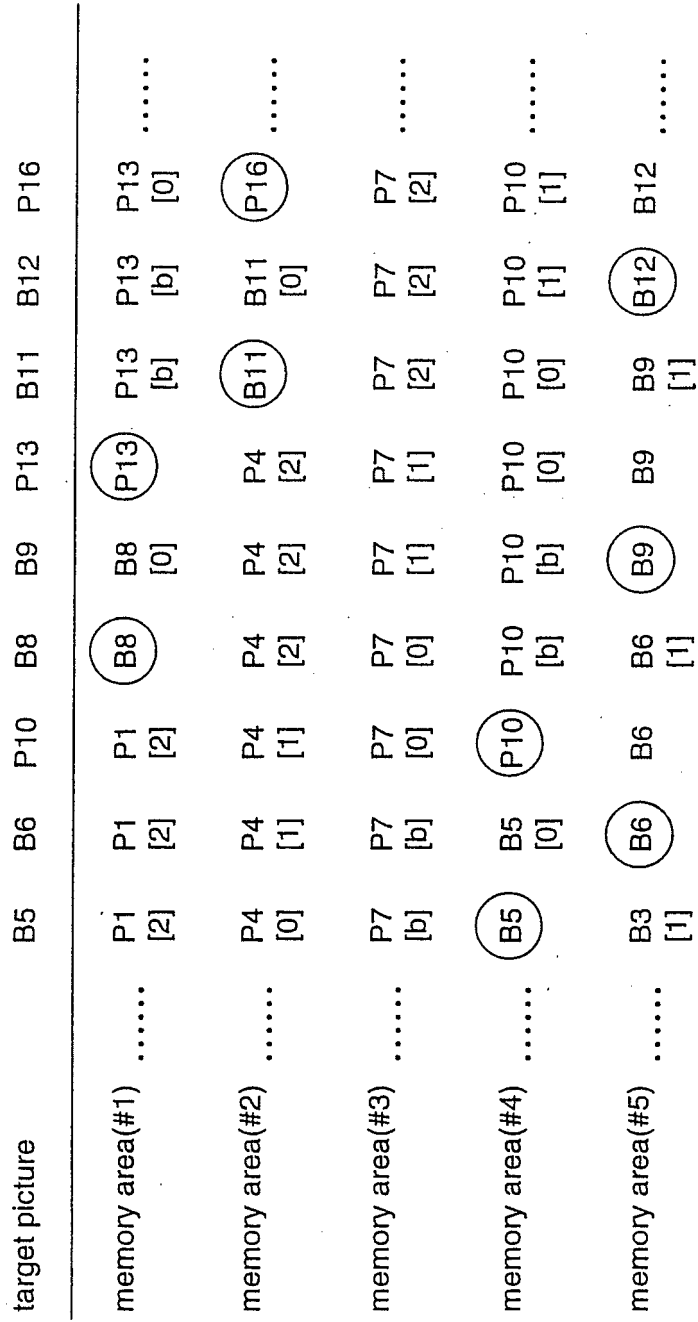 target picture B5 B6 P10 B8 B9 P13 B11 B12 P16
memory area(#1) ...... P1 P1 P1 B8 B8 P13 P13 P13 P13 ......
[2] [2] [2] [0] [b] [b] [0]
memory area(#2) ...... P4 P4 P4 P4 P4 P4 B11 B11 P16 ......
[0] [1] [1] [2] [2] [2] [0]
memory area(#3) ...... P7 P7 P7 P7 P7 P7 P7 P7 P7 ......
[b] [b] [0] [0] [1] [1] [2] [2] [2]
memory area(#4) ...... B5 B5 P10 P10 P10 P10 P10 P10 P10 ......
[0] [b] [b] [0] [0] [1] [1]
memory area(#5) ...... B3 B6 B6 B6 B9 B9 B9 B12 B12 ......
[1] [1] [1]